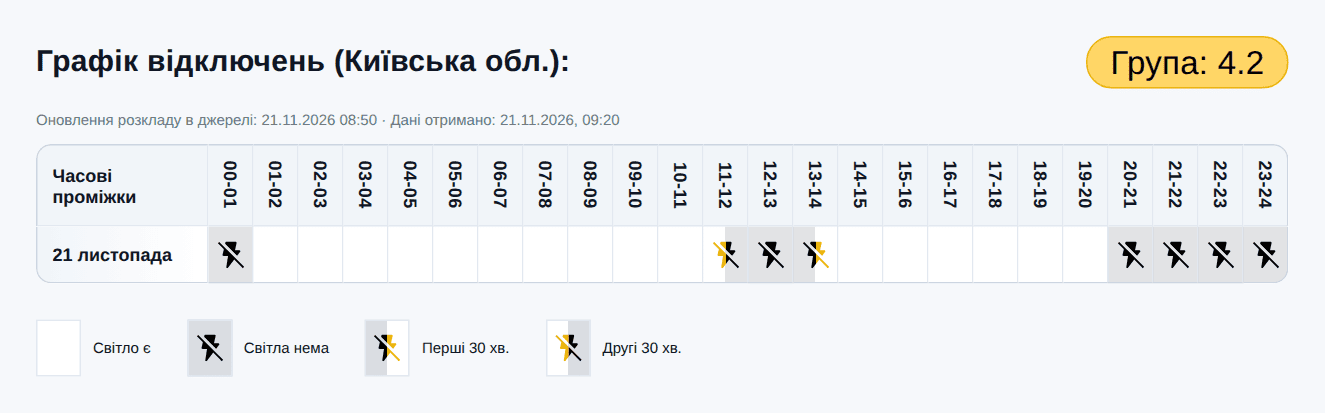 Графік відключень (Київська обл.):
Група: 4.2
Оновлення розкладу в джерелі: 21.11.2026 08:50 · Дані отримано: 21.11.2026, 09:20
Часові
проміжки
00-01 01-02 02-03 03-04 04-05 05-06 06-07 07-08 08-09 09-10 10-11 11-12 12-13 13-14 14-15 15-16 16-17 17-18 18-19 19-20 20-21 21-22 22-23 23-24
21 листопада
Світло є
Світла нема
Перші 30 хв.
Другі 30 хв.